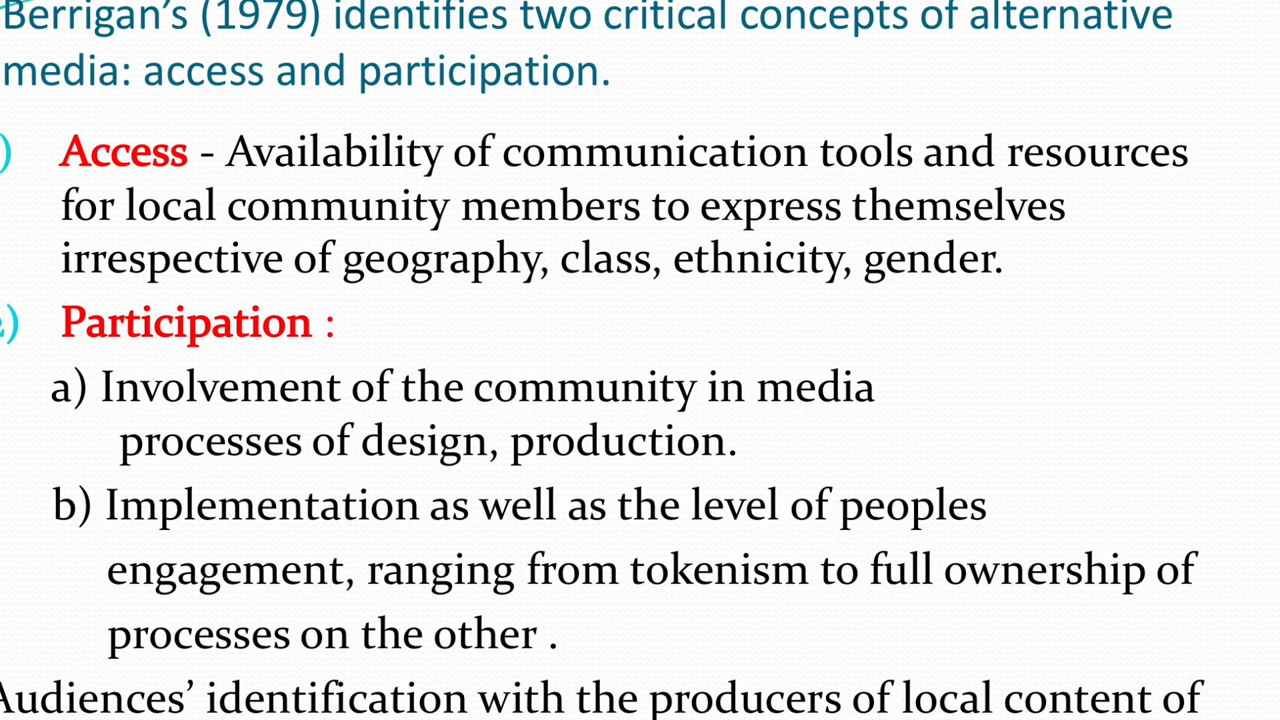 Berrigan's (1979) identifies two critical concepts of alternative
media: access and participation.
) Access - Availability of communication tools and resources
for local community members to express themselves
irrespective of geography, class, ethnicity, gender.
2) Participation :
a) Involvement of the community in media
processes of design, production.
b) Implementation as well as the level of peoples
engagement, ranging from tokenism to full ownership of
processes on the other .
Audiences’ identification with the producers of local content of